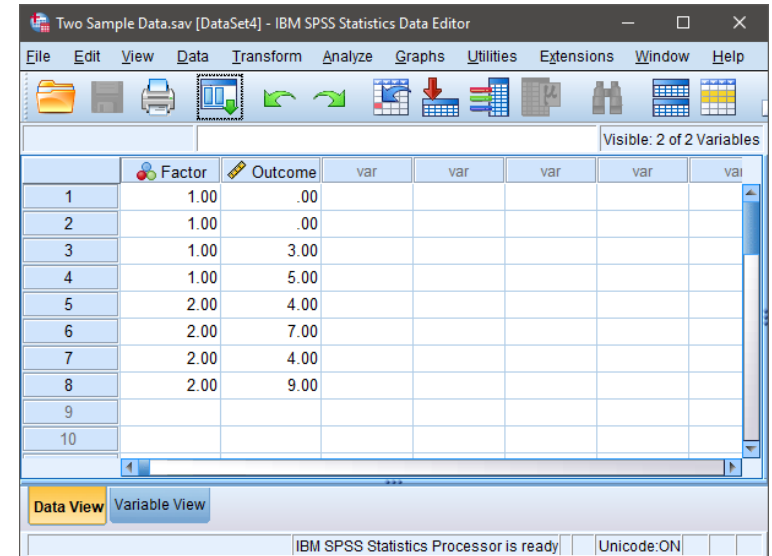 Two Sample Data.sav [DataSet4] - IBM SPSS Statistics Data Editor
File Edit View Data Transform Analyze Graphs Utilities Extensions Window Help
Visible: 2 of 2 Variables
Factor Outcome var var var var var
1 1.00 .00
2 1.00 .00
3 1.00 3.00
4 1.00 5.00
5 2.00 4.00
6 2.00 7.00
7 2.00 4.00
8 2.00 9.00
9
10
Data View Variable View
IBM SPSS Statistics Processor is ready Unicode:ON